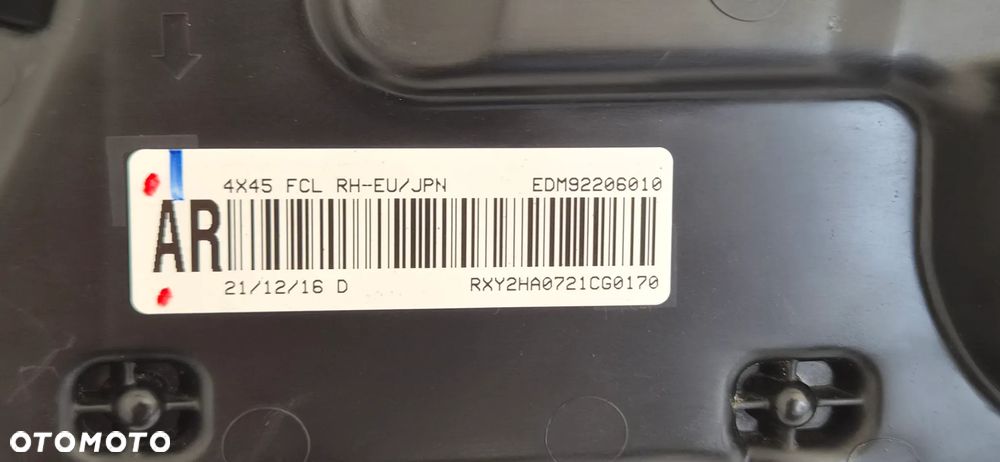 4X45 FCL RH-EU/JPN EDM92206010
AR
21/12/16 D RXY2HA0721CG0170
OTOMOTO